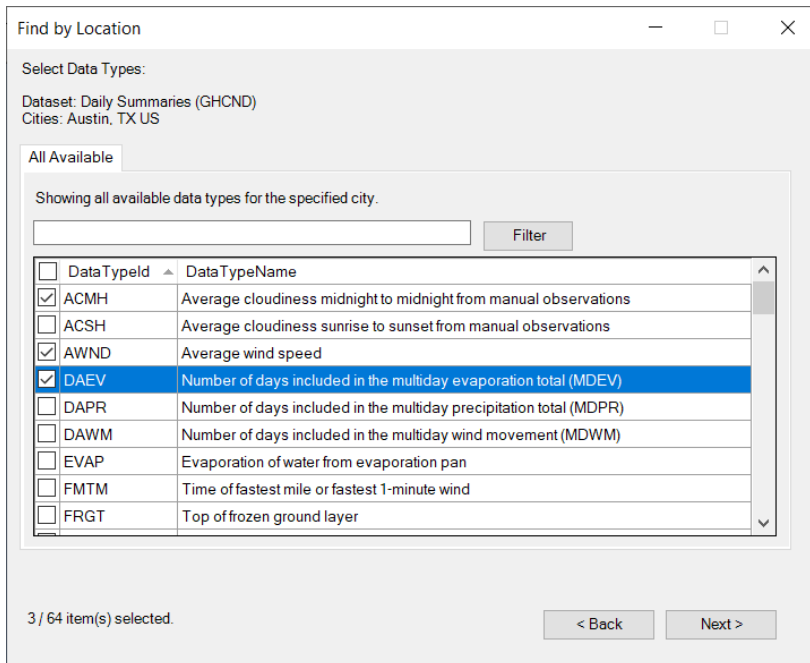 Find by Location
Select Data Types:
Dataset: Daily Summaries (GHCND)
Cities: Austin, TX US
All Available
Showing all available data types for the specified city.
Filter
DataTypeId DataTypeName
ACMH Average cloudiness midnight to midnight from manual observations
ACSH Average cloudiness sunrise to sunset from manual observations
AWND Average wind speed
DAEV Number of days included in the multiday evaporation total (MDEV)
DAPR Number of days included in the multiday precipitation total (MDPR)
DAWM Number of days included in the multiday wind movement (MDWM)
EVAP Evaporation of water from evaporation pan
FMTM Time of fastest mile or fastest 1-minute wind
FRGT Top of frozen ground layer
3 / 64 item(s) selected.
< Back Next >